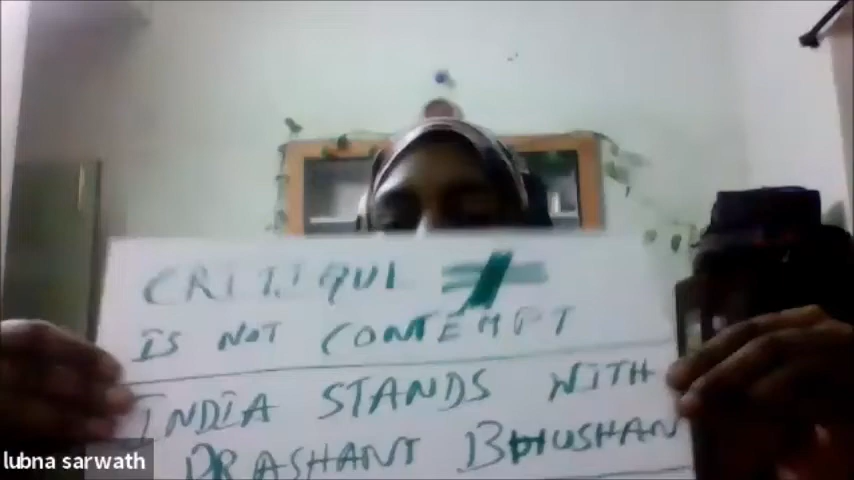 CRITIQUE ≠
IS NOT CONTEMPT
INDIA STANDS WITH
PRASHANT BHUSHAN
lubna sarwath